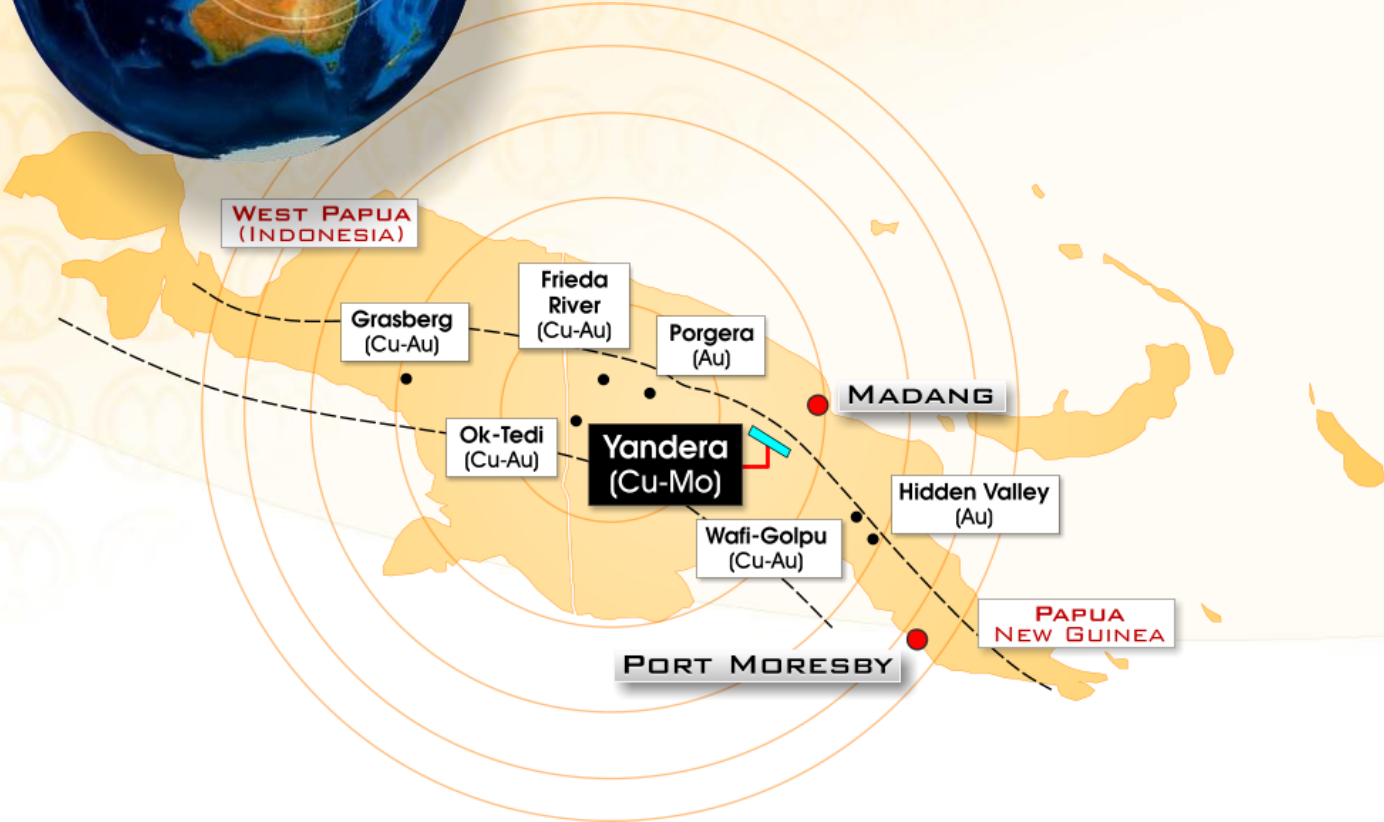 WEST PAPUA
(INDONESIA)
Frieda
River
(Cu-Au)
Grasberg
(Cu-Au)
Porgera
(Au)
MADANG
Ok-Tedi
(Cu-Au)
Yandera
(Cu-Mo)
Hidden Valley
(Au)
Wafi-Golpu
(Cu-Au)
PAPUA
NEW GUINEA
PORT MORESBY